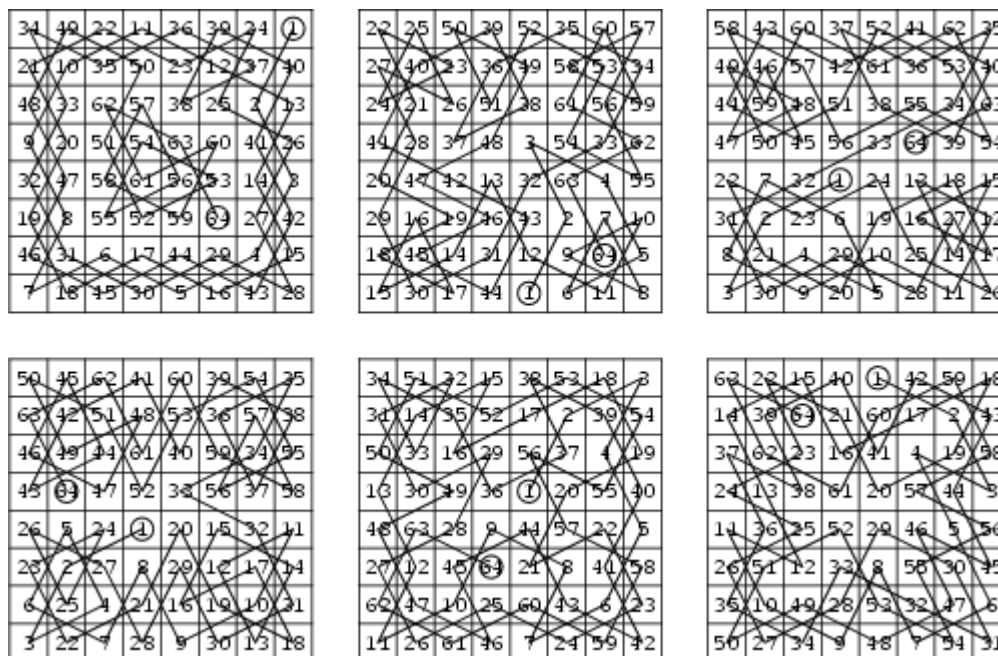 34 49 22 11 36 39 24 1
21 10 35 50 23 12 37 40
48 33 62 57 38 25 2 13
9 20 51 54 63 60 41 26
32 47 58 61 56 53 14 3
19 8 55 52 59 64 27 42
46 31 6 17 44 29 4 15
7 18 45 30 5 16 43 28
22 25 50 39 52 35 60 57
27 40 23 36 49 58 53 34
24 21 26 51 38 61 56 59
41 28 37 48 3 54 33 62
20 47 42 13 32 63 4 55
29 16 19 46 43 2 7 10
18 45 14 31 12 9 64 5
15 30 17 44 1 6 11 8
58 43 60 37 52 41 62 35
49 46 57 42 61 36 53 40
44 59 48 51 38 55 34 63
47 50 45 56 33 64 39 54
22 7 32 1 24 13 18 15
31 2 23 6 19 16 27 12
8 21 4 29 10 25 14 17
3 30 9 20 5 28 11 26
50 45 62 41 60 39 54 35
63 42 51 48 53 36 57 38
46 49 44 61 40 59 34 55
43 64 47 52 33 56 37 58
26 5 24 1 20 15 32 11
23 2 27 8 29 12 17 14
6 25 4 21 16 19 10 31
3 22 7 28 9 30 13 18
34 51 32 15 38 53 18 3
31 14 35 52 17 2 39 54
50 33 16 29 56 37 4 19
13 30 49 36 1 20 55 40
48 63 28 9 44 57 22 5
27 12 45 64 21 8 41 58
62 47 10 25 60 43 6 23
11 26 61 46 7 24 59 42
63 22 15 40 1 42 59 18
14 39 64 21 60 17 2 43
37 62 23 16 41 4 19 58
24 13 38 61 20 57 44 3
11 36 25 52 29 46 5 56
26 51 12 33 8 55 30 45
35 10 49 28 53 32 47 6
50 27 34 9 48 7 54 31